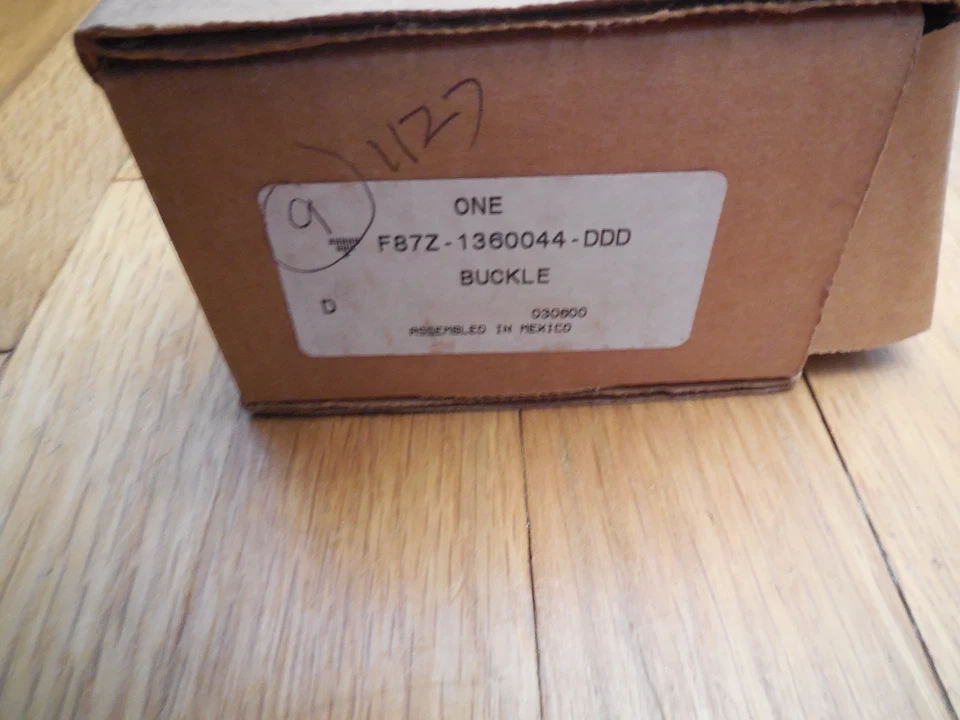 1127
ONE
9
F87Z-1360044-DDD
BUCKLE
D
030600
ASSEMBLED IN MEXICO